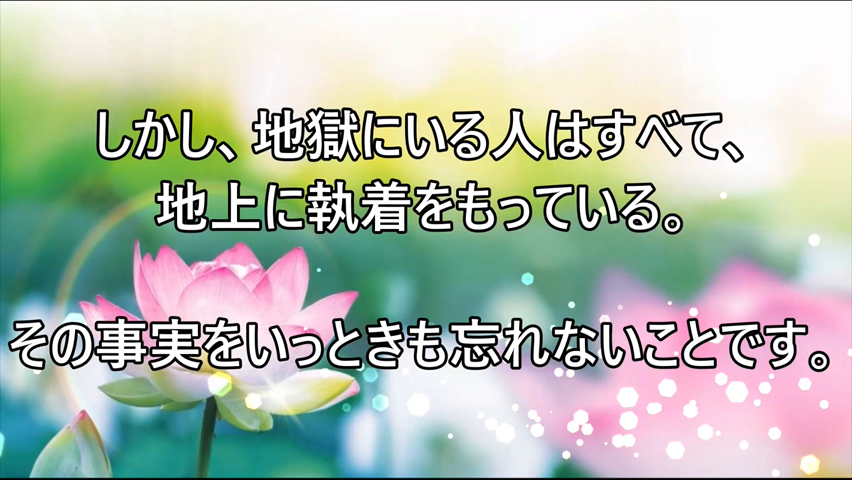 しかし、地獄にいる人はすべて、
地上に執着をもっている。
その事実をいっときも忘れないことです。